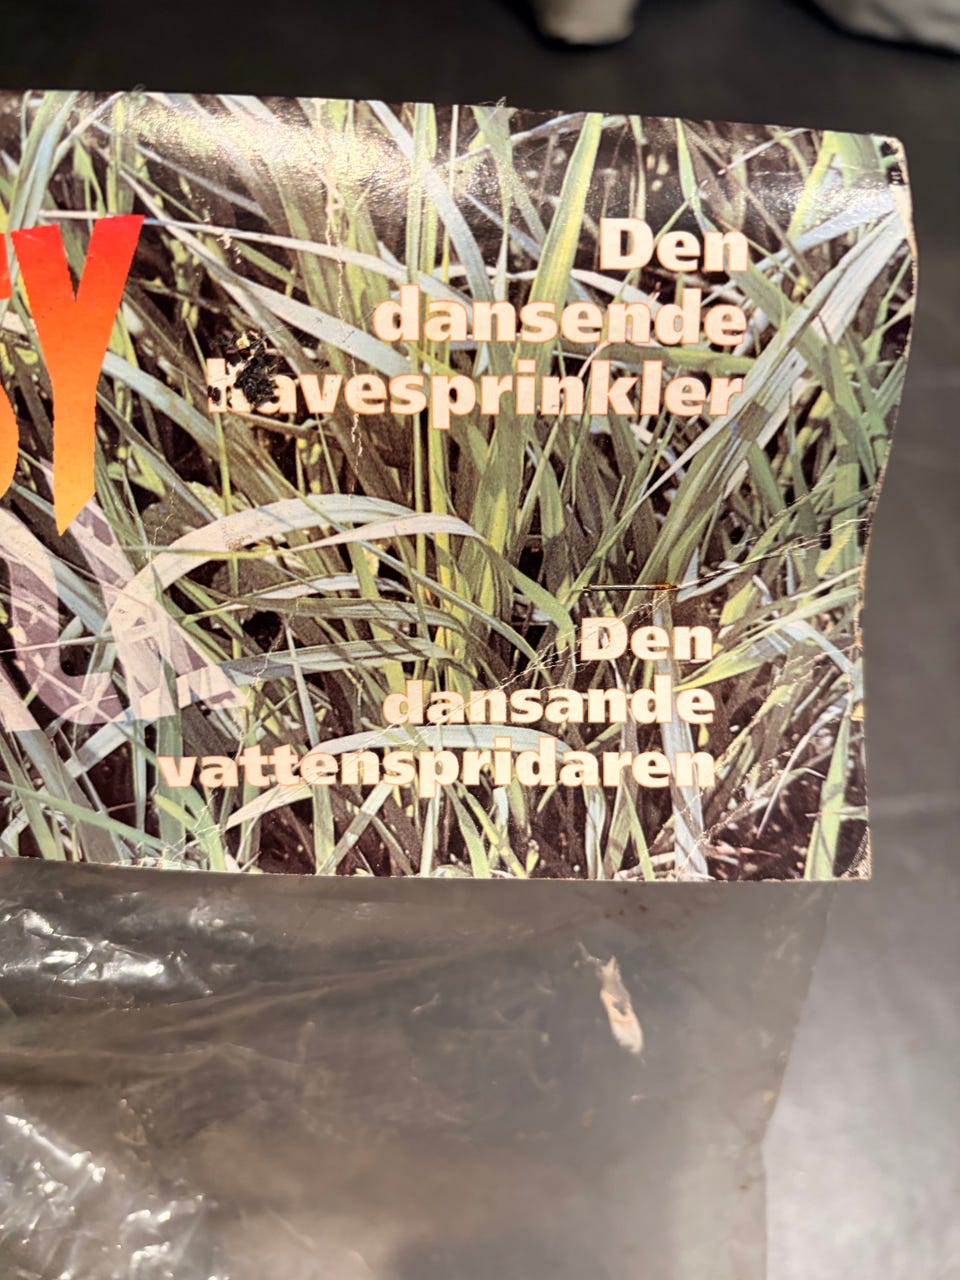 Den
dansende
havesprinkler
Den
dansande
vattenspridaren